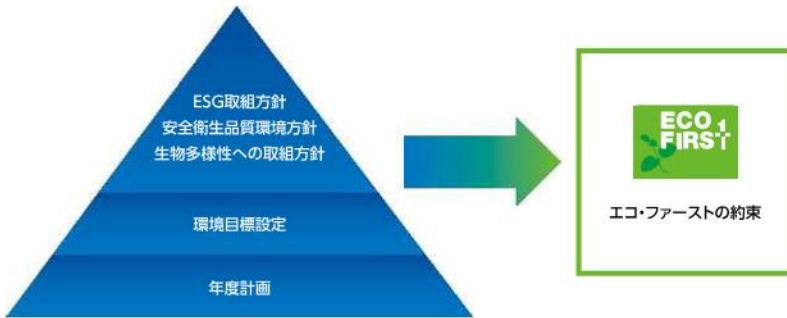 ESG取組方針
安全衛生品質環境方針
生物多様性への取組方針
環境目標設定
年度計画
ECO 1
FIRST
エコ・ファーストの約束